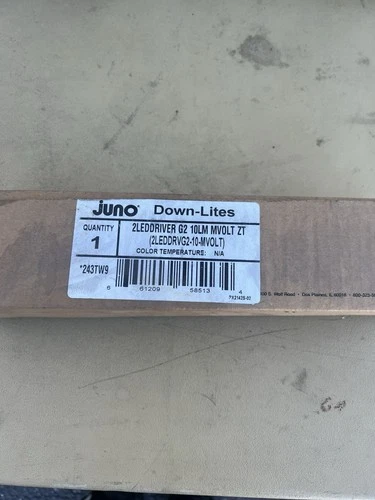 juno Down-Lites
QUANTITY
1
2LEDDRIVER G2 10LM MVOLT ZT
(2LEDDRVG2-10-MVOLT)
COLOR TEMPERATURE: N/A
*243TW9
61209 58513 4